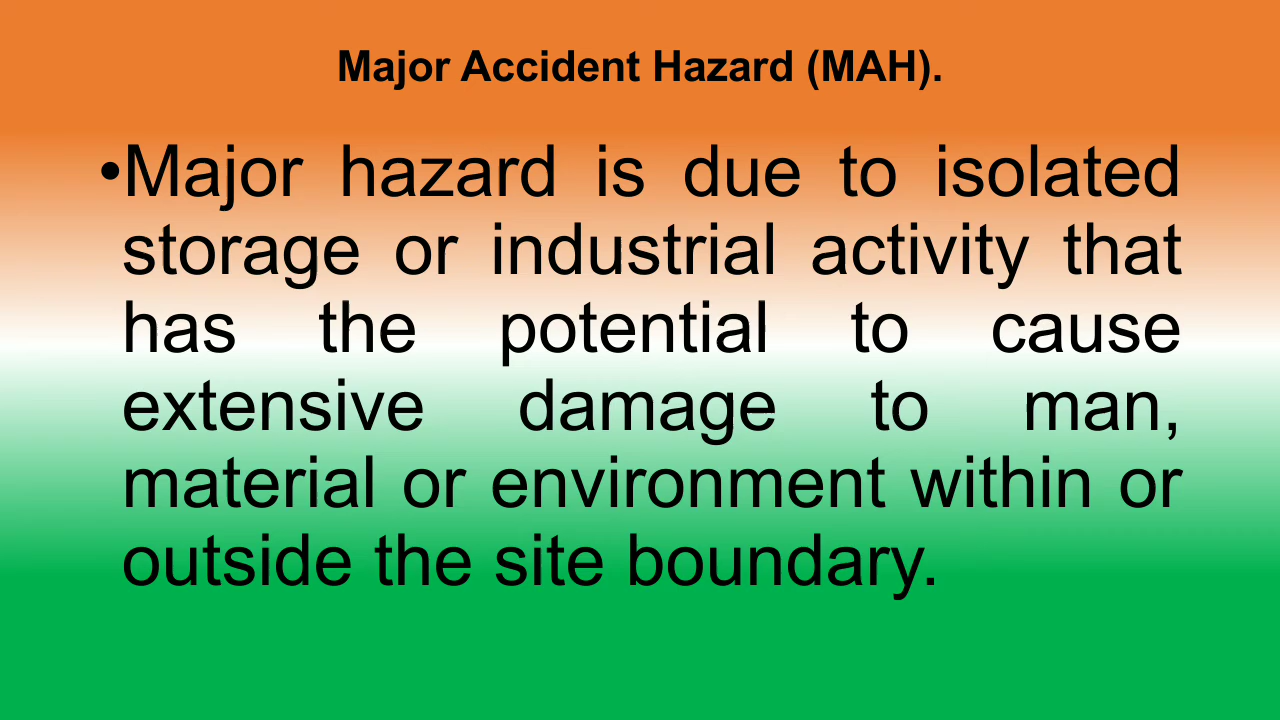 Major Accident Hazard (MAH).
•Major hazard is due to isolated
storage or industrial activity that
has the potential to cause
extensive damage to man,
material or environment within or
outside the site boundary.